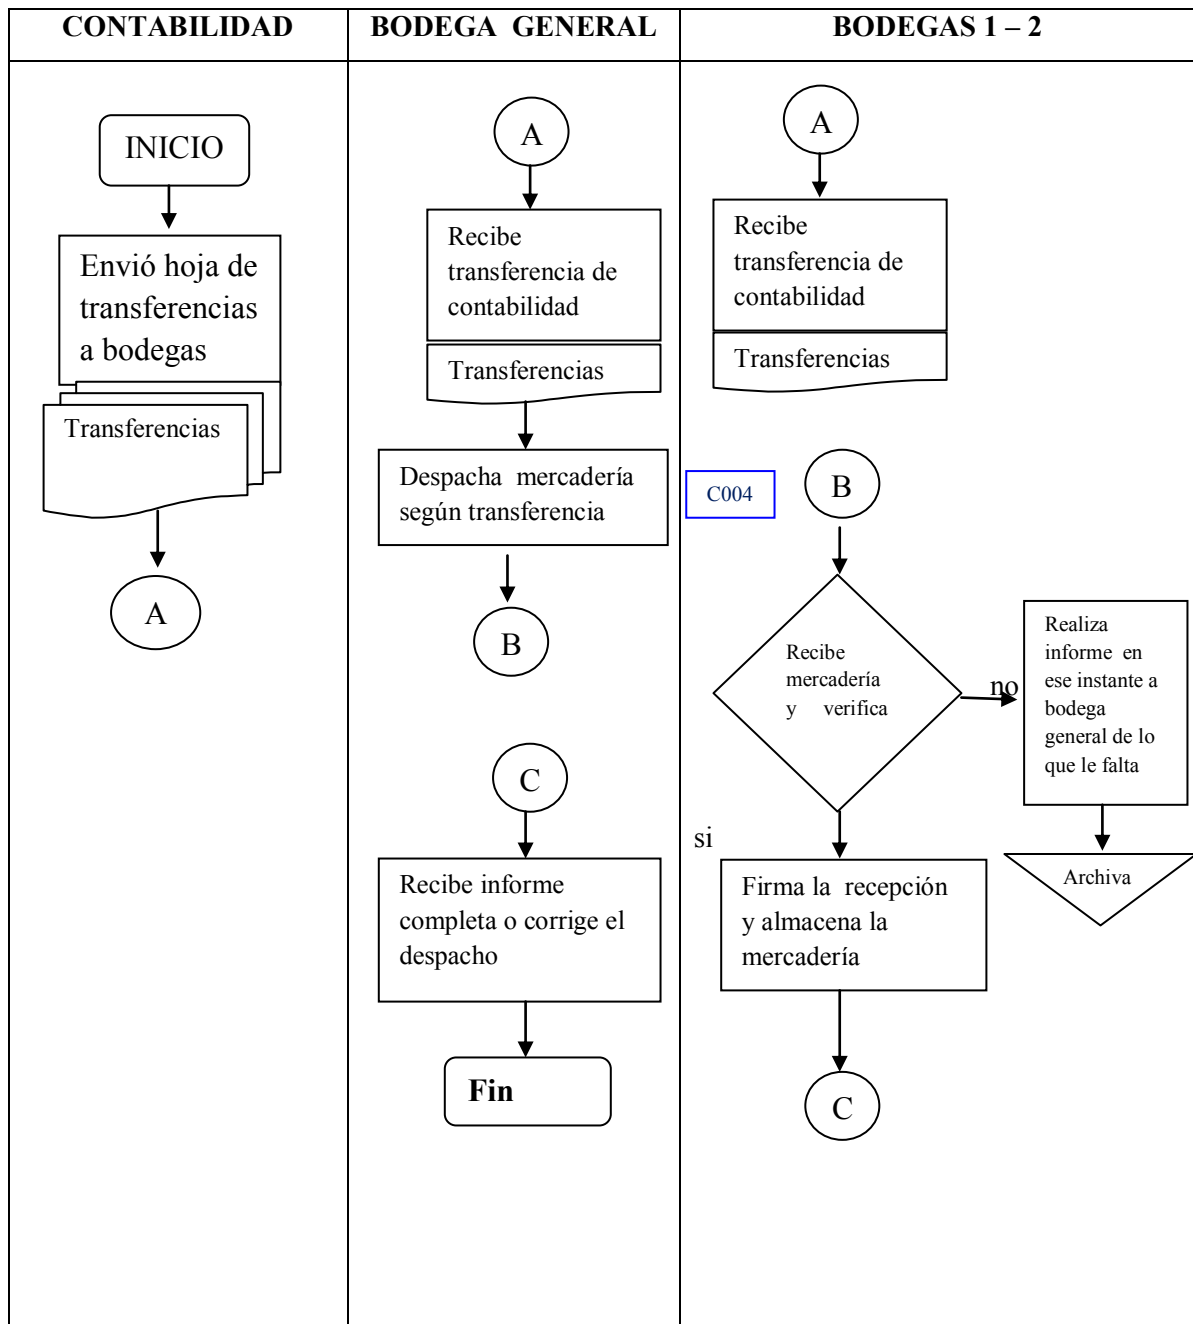 CONTABILIDAD
BODEGA GENERAL
BODEGAS 1 – 2
INICIO
Envió hoja de
transferencias
a bodegas
Transferencias
A
A
Recibe
transferencia de
contabilidad
Transferencias
Despacha mercadería
según transferencia
B
C
Recibe informe
completa o corrige el
despacho
Fin
A
Recibe
transferencia de
contabilidad
Transferencias
C004
B
Recibe
mercadería
y verifica
no
Realiza
informe en
ese instante a
bodega
general de lo
que le falta
Archiva
si
Firma la recepción
y almacena la
mercadería
C